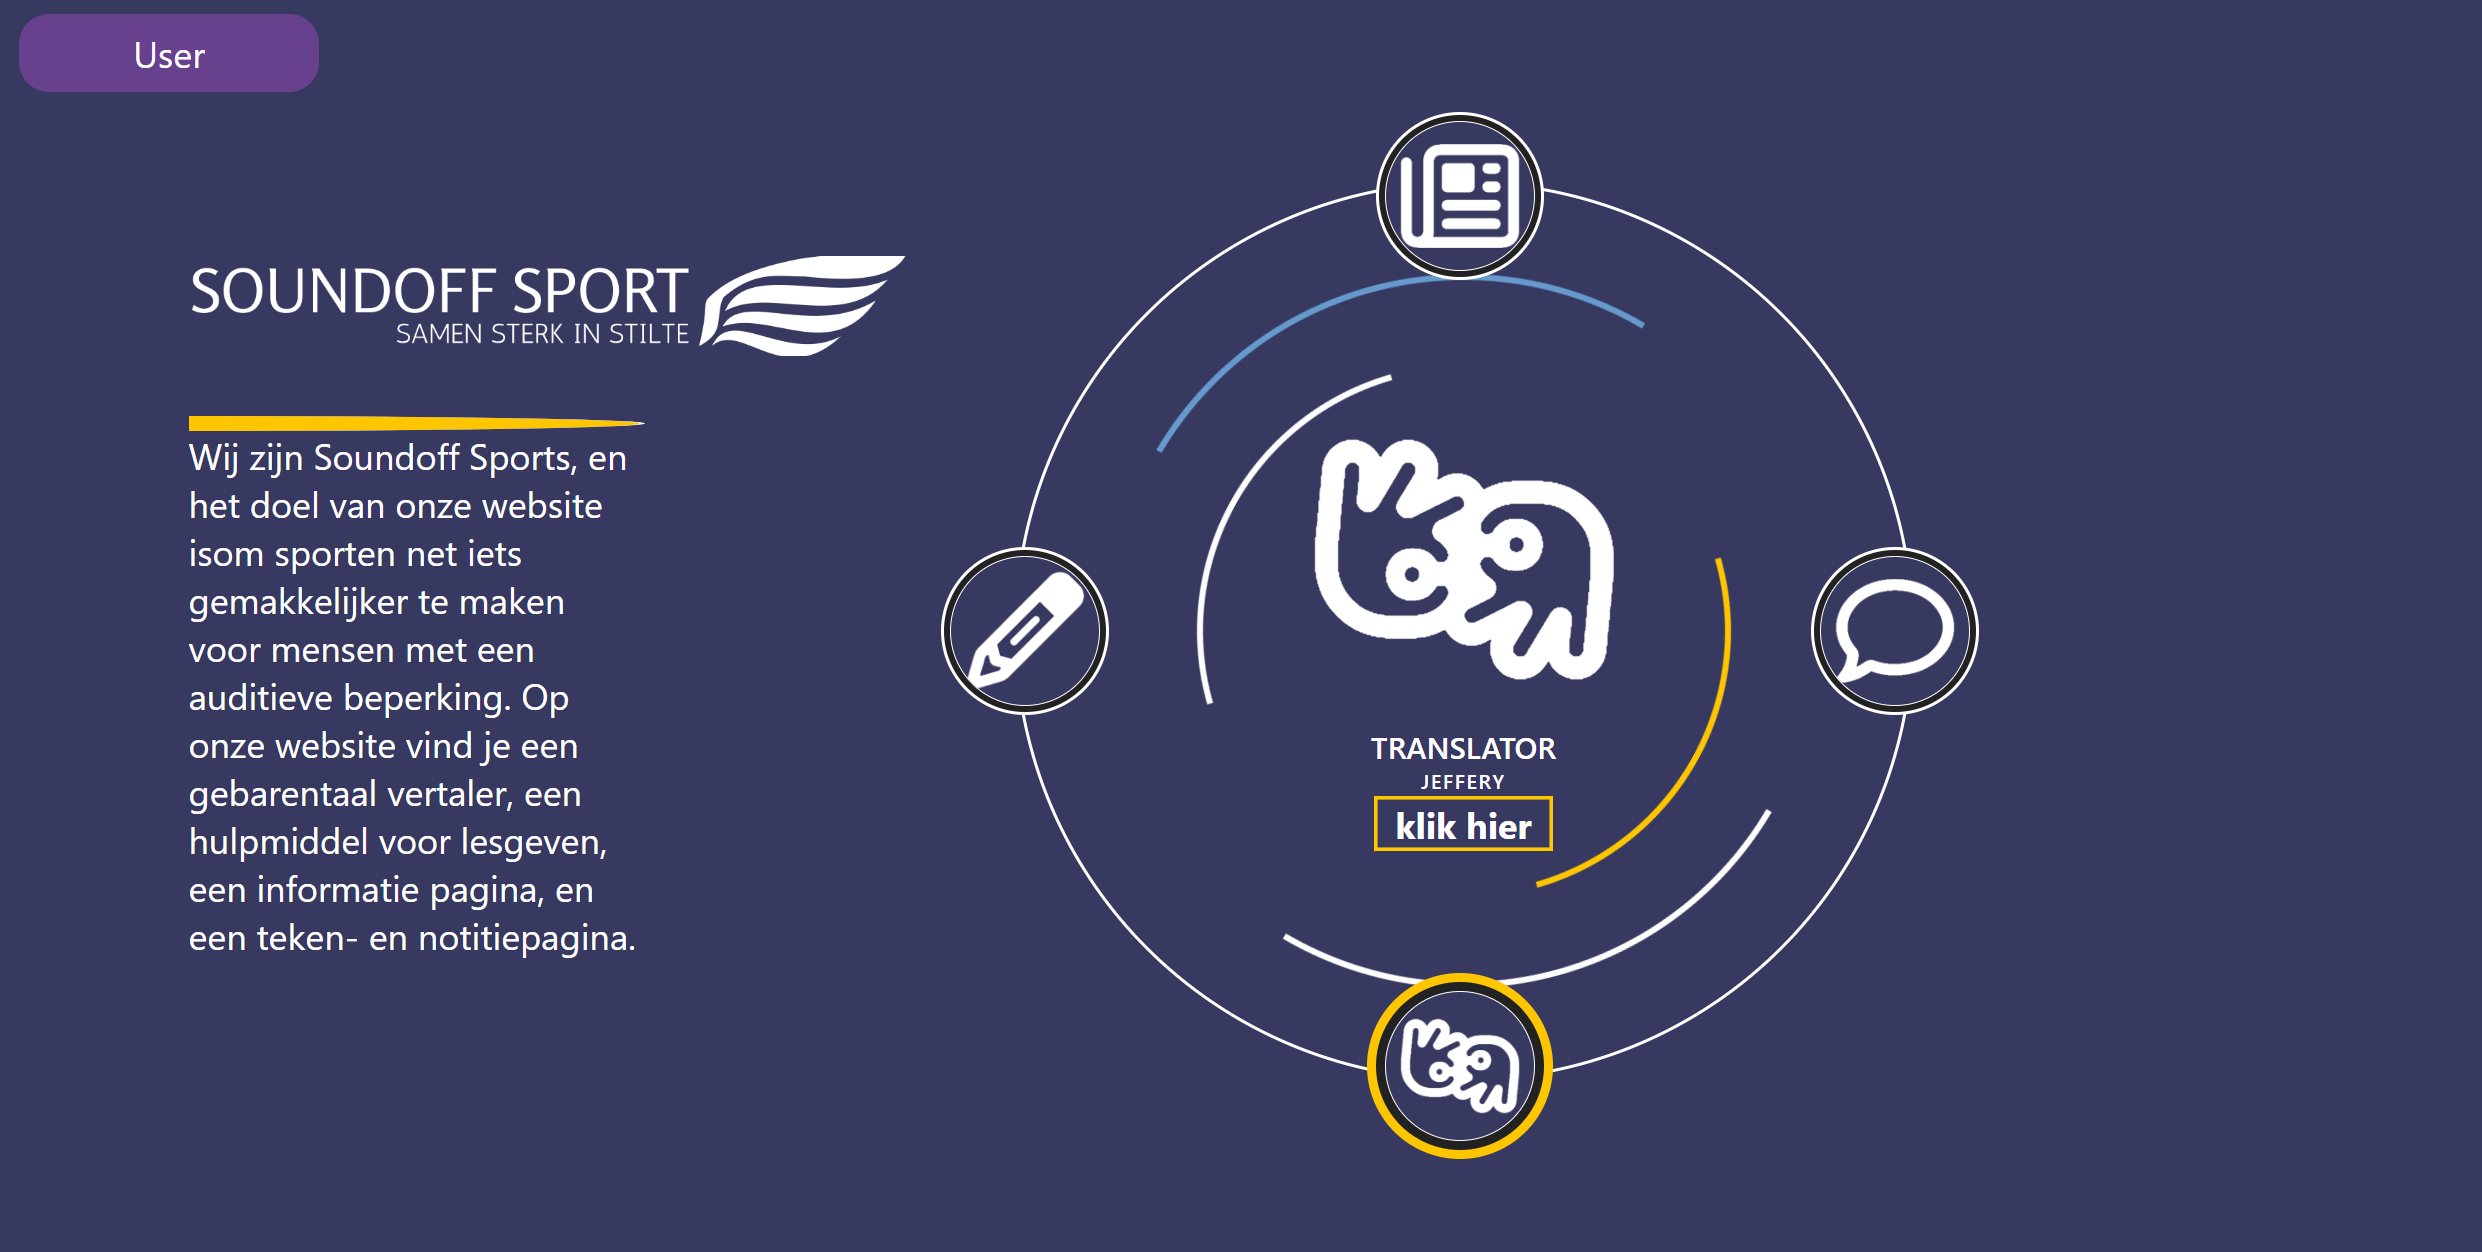 User
SOUNDOFF SPORT
SAMEN STERK IN STILTE
Wij zijn Soundoff Sports, en
het doel van onze website
isom sporten net iets
gemakkelijker te maken
voor mensen met een
auditieve beperking. Op
onze website vind je een
gebarentaal vertaler, een
hulpmiddel voor lesgeven,
een informatie pagina, en
een teken- en notitiepagina.
TRANSLATOR
JEFFERY
klik hier